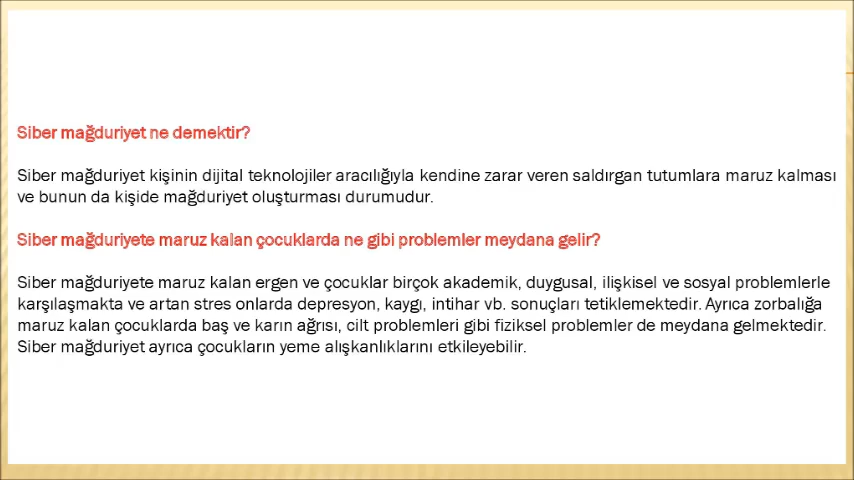 Siber mağduriyet ne demektir?
Siber mağduriyet kişinin dijital teknolojiler aracılığıyla kendine zarar veren saldırgan tutumlara maruz kalması
ve bunun da kişide mağduriyet oluşturması durumudur.
Siber mağduriyete maruz kalan çocuklarda ne gibi problemler meydana gelir?
Siber mağduriyete maruz kalan ergen ve çocuklar birçok akademik, duygusal, ilişkisel ve sosyal problemlerle
karşılaşmakta ve artan stres onlarda depresyon, kaygı, intihar vb. sonuçları tetiklemektedir. Ayrıca zorbalığa
maruz kalan çocuklarda baş ve karın ağrısı, cilt problemleri gibi fiziksel problemler de meydana gelmektedir.
Siber mağduriyet ayrıca çocukların yeme alışkanlıklarını etkileyebilir.